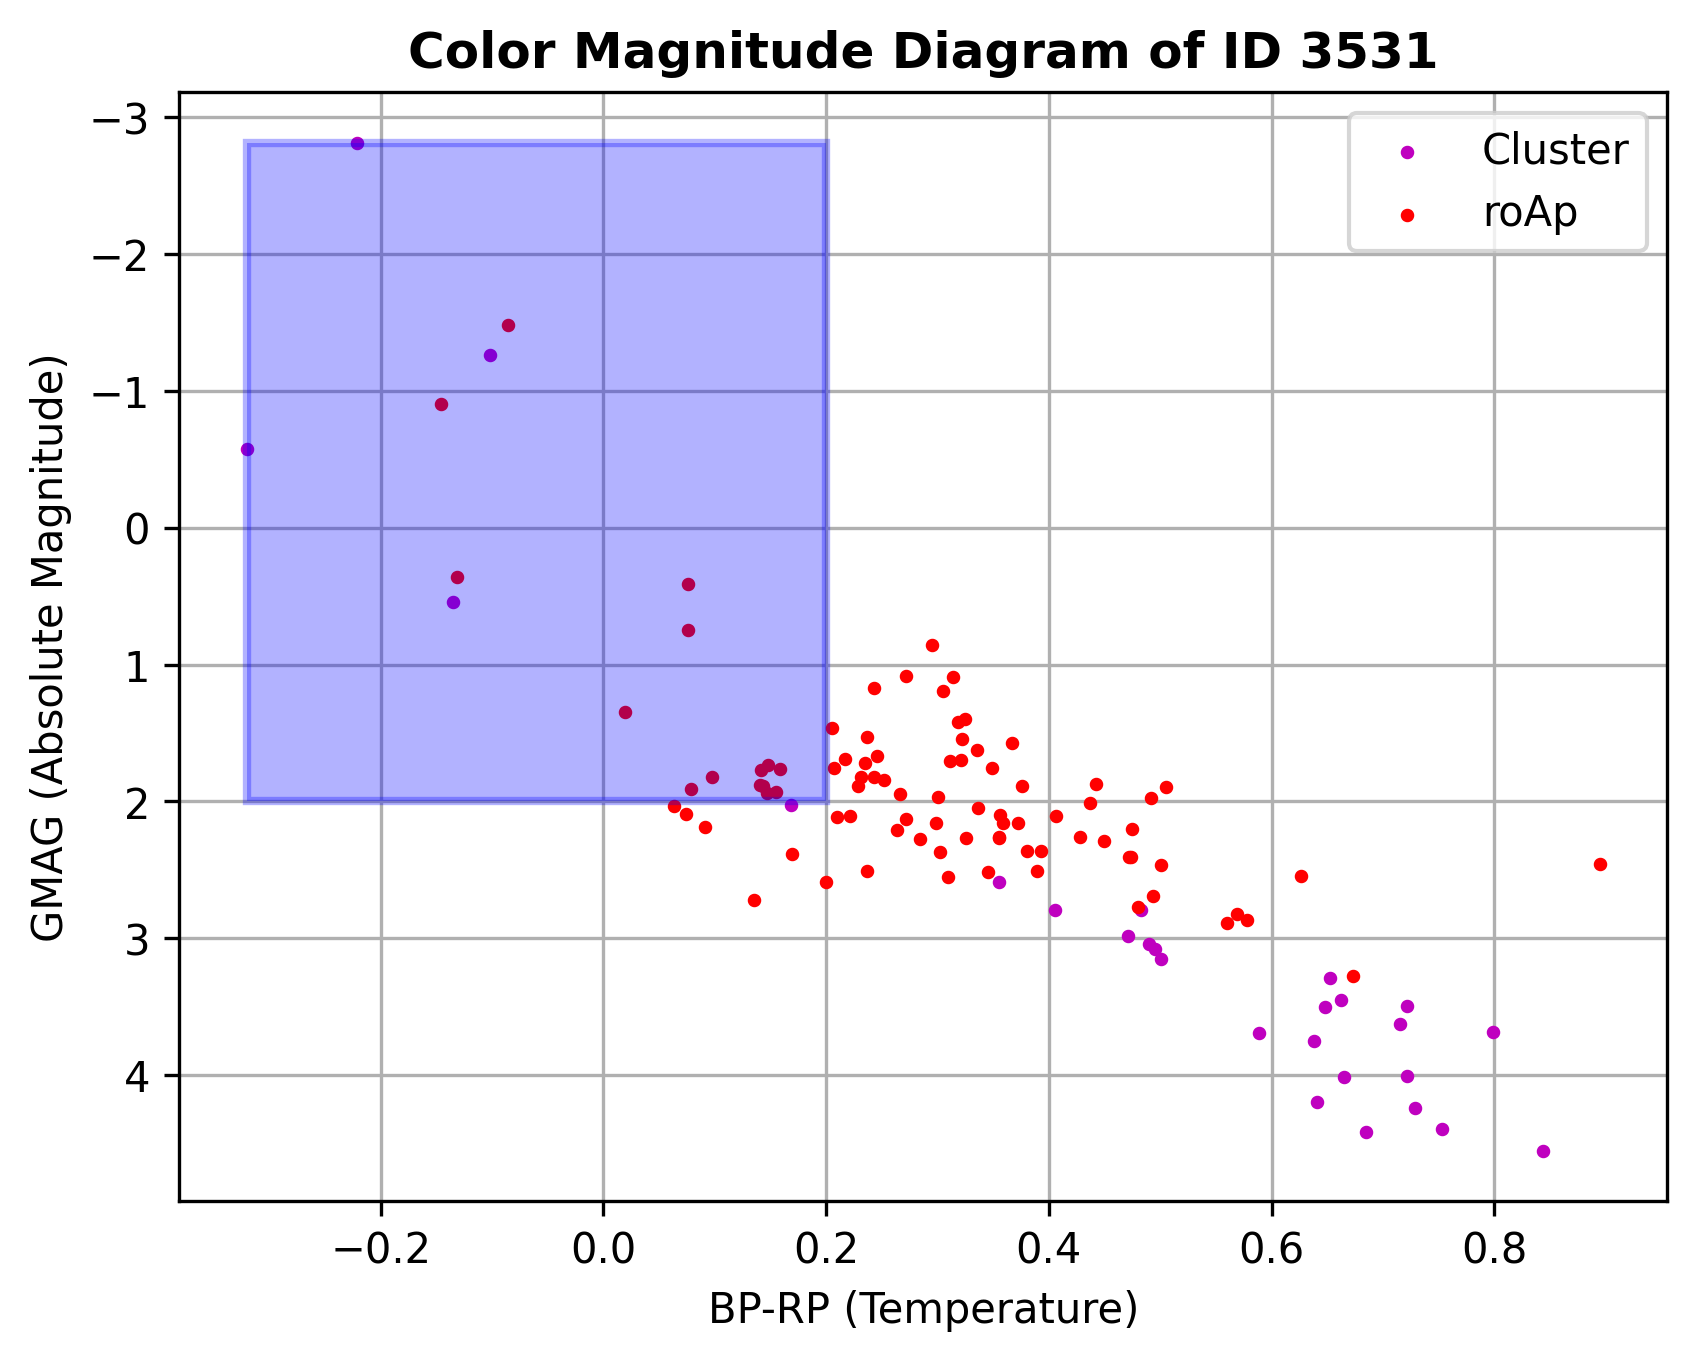 Color Magnitude Diagram of ID 3531
Cluster
roAp
GMAG (Absolute Magnitude)
−3
−2
−1
0
1
2
3
4
−0.2 0.0 0.2 0.4 0.6 0.8
BP-RP (Temperature)